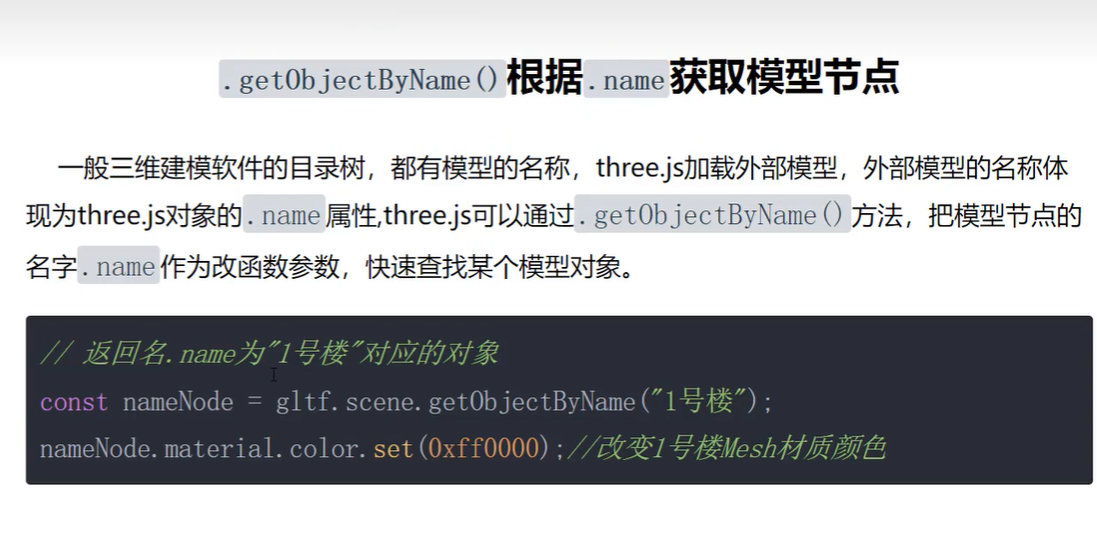 .getObjectByName()根据.name获取模型节点
一般三维建模软件的目录树，都有模型的名称，three.js加载外部模型，外部模型的名称体
现为three.js对象的.name属性,three.js可以通过.getObjectByName()方法，把模型节点的
名字.name作为改函数参数，快速查找某个模型对象。
// 返回名.name为"1号楼"对应的对象
const nameNode = gltf.scene.getObjectByName("1号楼");
nameNode.material.color.set(0xff0000);//改变1号楼Mesh材质颜色